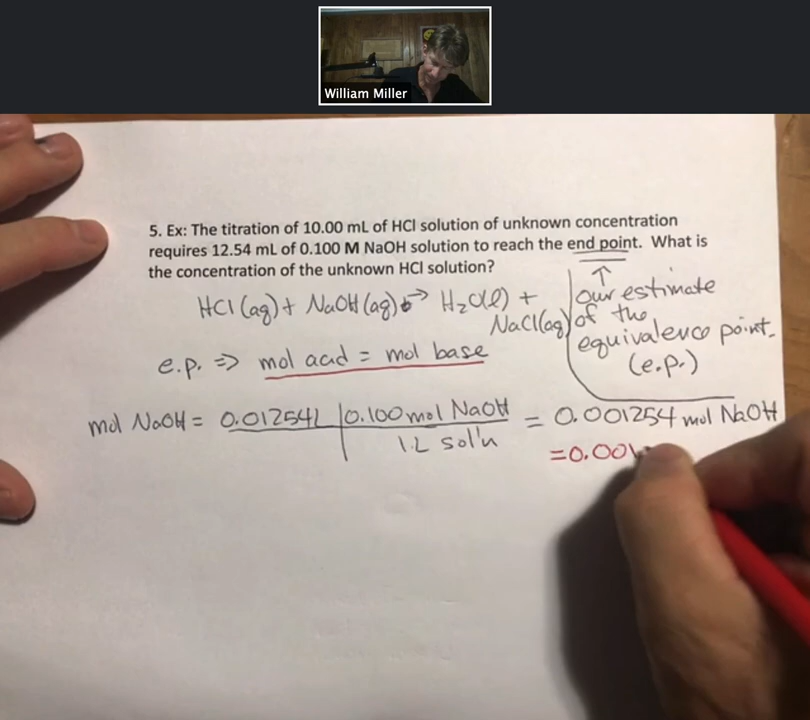 William Miller
5. Ex: The titration of 10.00 mL of HCl solution of unknown concentration
requires 12.54 mL of 0.100 M NaOH solution to reach the end point. What is
the concentration of the unknown HCl solution?
HCl (aq) + NaOH (aq) → H₂O(l) +
NaCl(aq)
↑
our estimate
of the
equivalence point.
(e.p.)
e.p. => mol acid = mol base
mol NaOH = 0.01254L | 0.100 mol NaOH = 0.001254 mol NaOH
1 L sol'n
=0.001